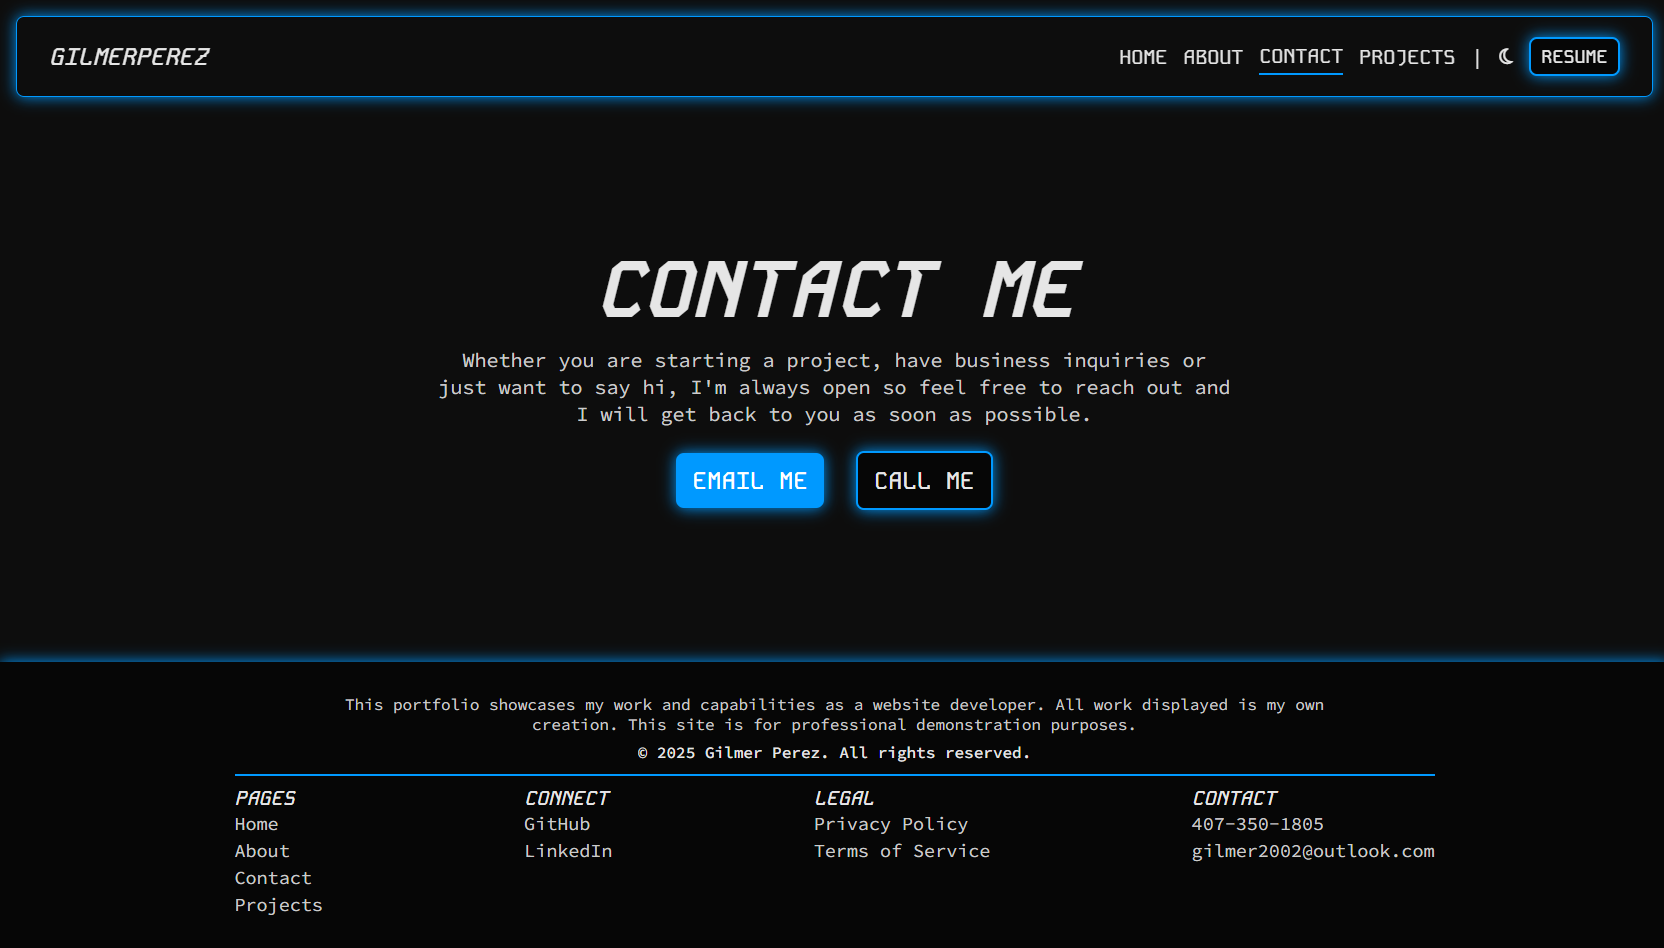 GILMERPEREZ
HOME ABOUT CONTACT PROJECTS | RESUME
CONTACT ME
Whether you are starting a project, have business inquiries or
just want to say hi, I'm always open so feel free to reach out and
I will get back to you as soon as possible.
EMAIL ME CALL ME
This portfolio showcases my work and capabilities as a website developer. All work displayed is my own
creation. This site is for professional demonstration purposes.
© 2025 Gilmer Perez. All rights reserved.
PAGES
Home
About
Contact
Projects
CONNECT
GitHub
LinkedIn
LEGAL
Privacy Policy
Terms of Service
CONTACT
407-350-1805
gilmer2002@outlook.com